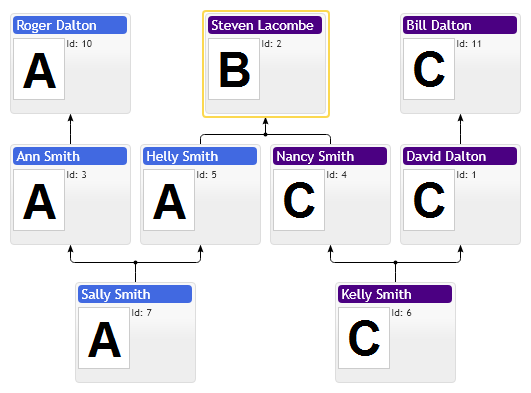 Roger Dalton
Id: 10
A
Steven Lacombe
Id: 2
B
Bill Dalton
Id: 11
C
Ann Smith
Id: 3
A
Helly Smith
Id: 5
A
Nancy Smith
Id: 4
C
David Dalton
Id: 1
C
Sally Smith
Id: 7
A
Kelly Smith
Id: 6
C